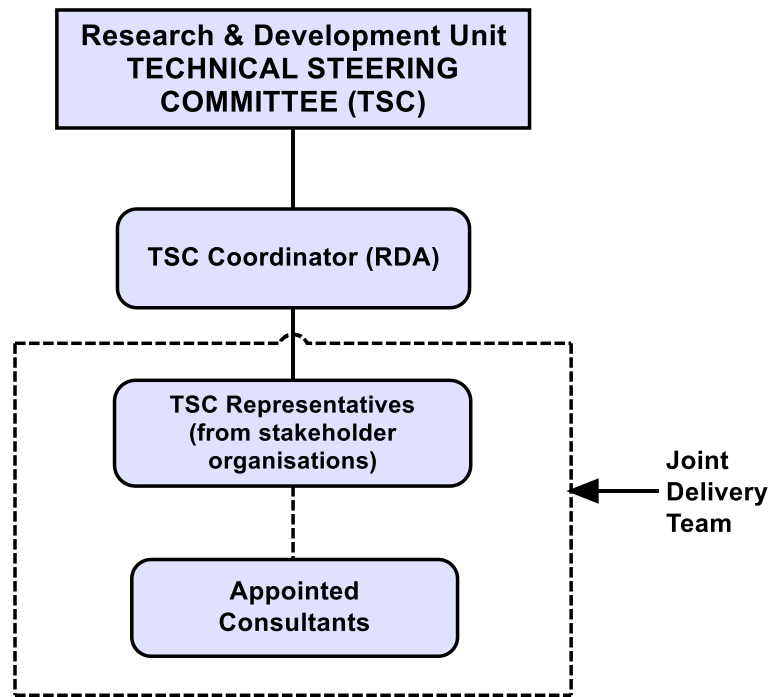 Research & Development Unit
TECHNICAL STEERING
COMMITTEE (TSC)
TSC Coordinator (RDA)
TSC Representatives
(from stakeholder
organisations)
Joint
Delivery
Team
Appointed
Consultants